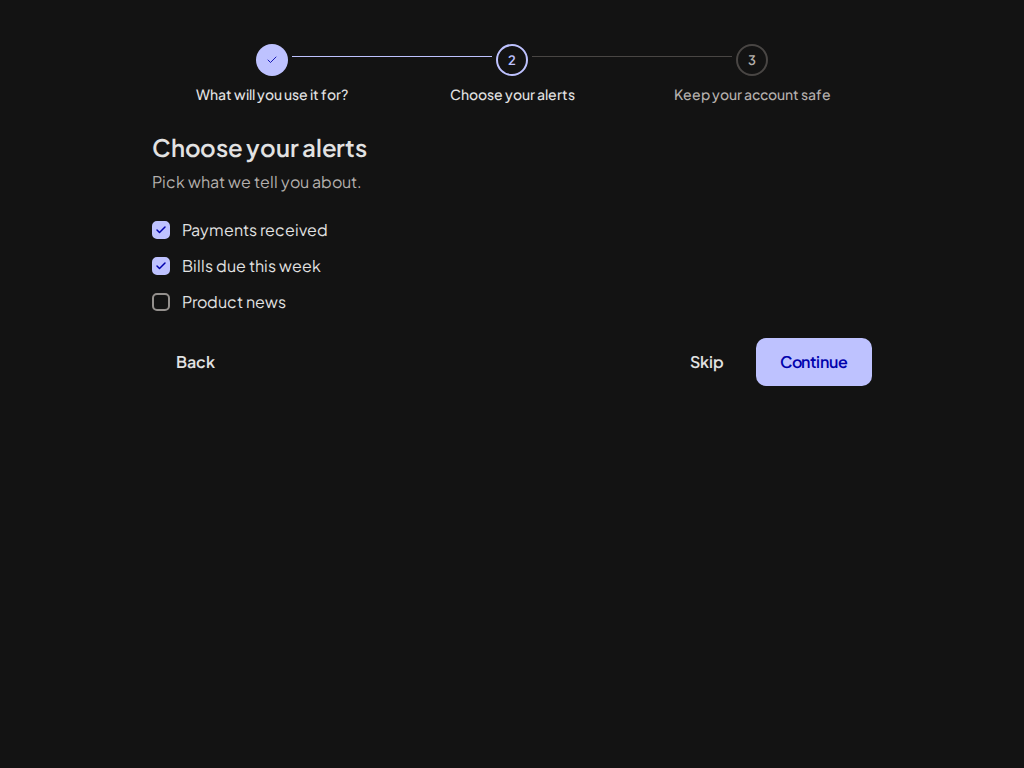 2
3
What will you use it for?
Choose your alerts
Keep your account safe
Choose your alerts
Pick what we tell you about.
Payments received
Bills due this week
Product news
Back
Skip
Continue